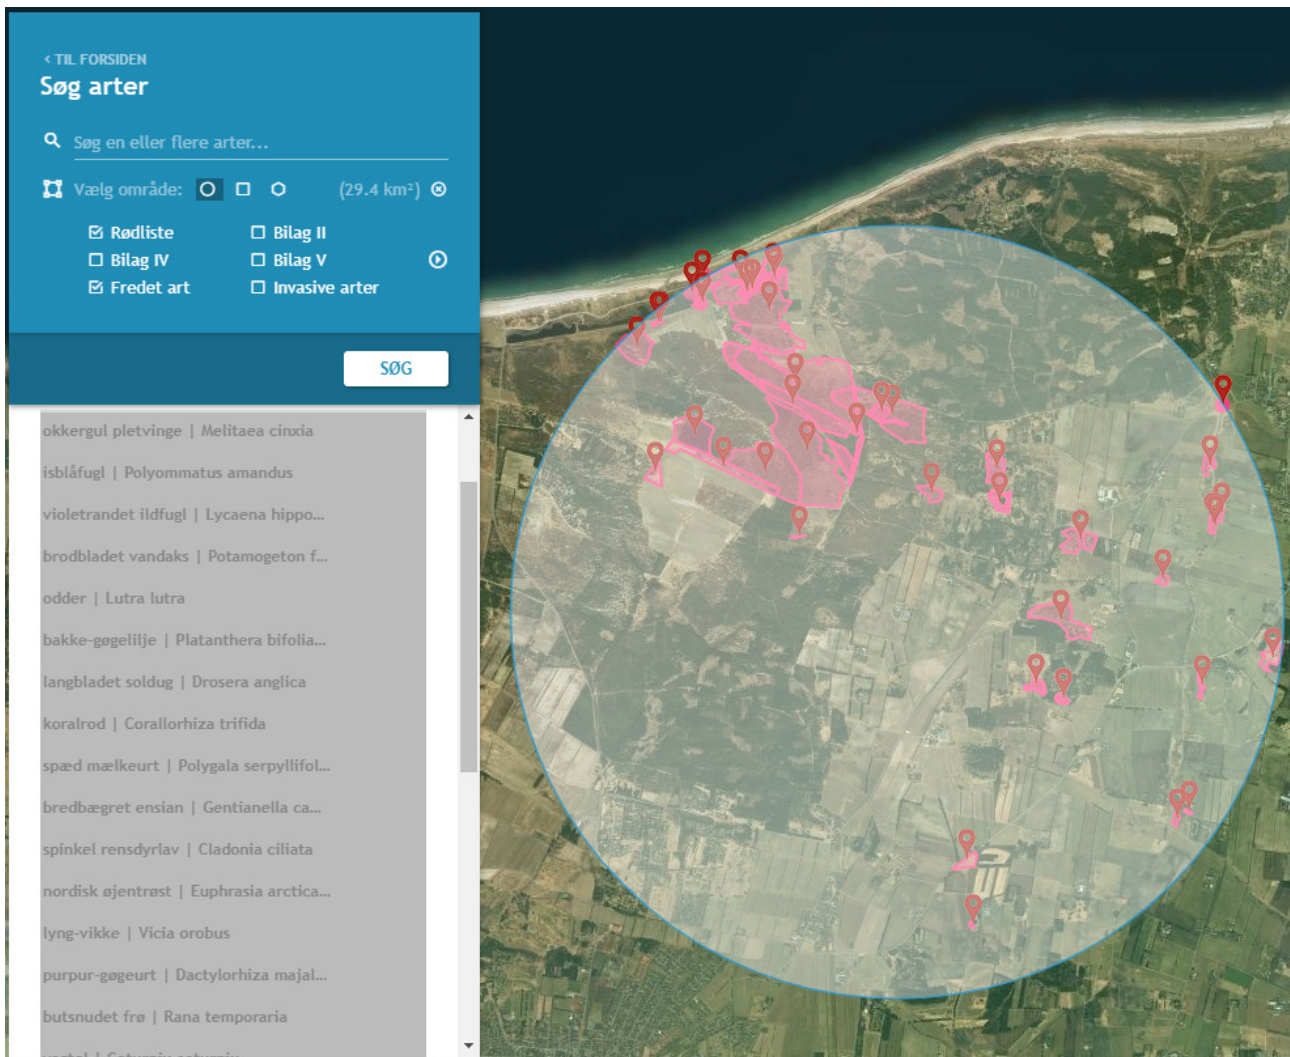 ‹ TIL FORSIDEN
Søg arter
Søg en eller flere arter...
Vælg område: (29.4 km²)
Rødliste Bilag II
Bilag IV Bilag V
Fredet art Invasive arter
SØG
okkergul pletvinge | Melitaea cinxia
isblåfugl | Polyommatus amandus
violetrandet ildfugl | Lycaena hippo...
brodbladet vandaks | Potamogeton f...
odder | Lutra lutra
bakke-gøgelilje | Platanthera bifolia...
langbladet soldug | Drosera anglica
koralrod | Corallorhiza trifida
spæd mælkeurt | Polygala serpyllifol...
bredbægret ensian | Gentianella ca...
spinkel rensdyrlav | Cladonia ciliata
nordisk øjentrøst | Euphrasia arctica...
lyng-vikke | Vicia orobus
purpur-gøgeurt | Dactylorhiza majal...
butsnudet frø | Rana temporaria